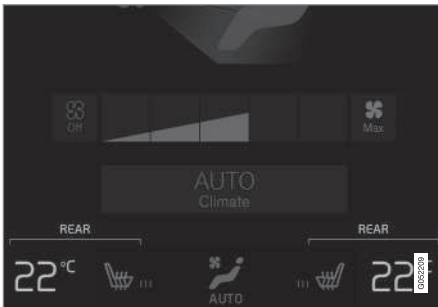 Off
Max
AUTO
Climate
REAR
REAR
22°C
22
AUTO
G052209